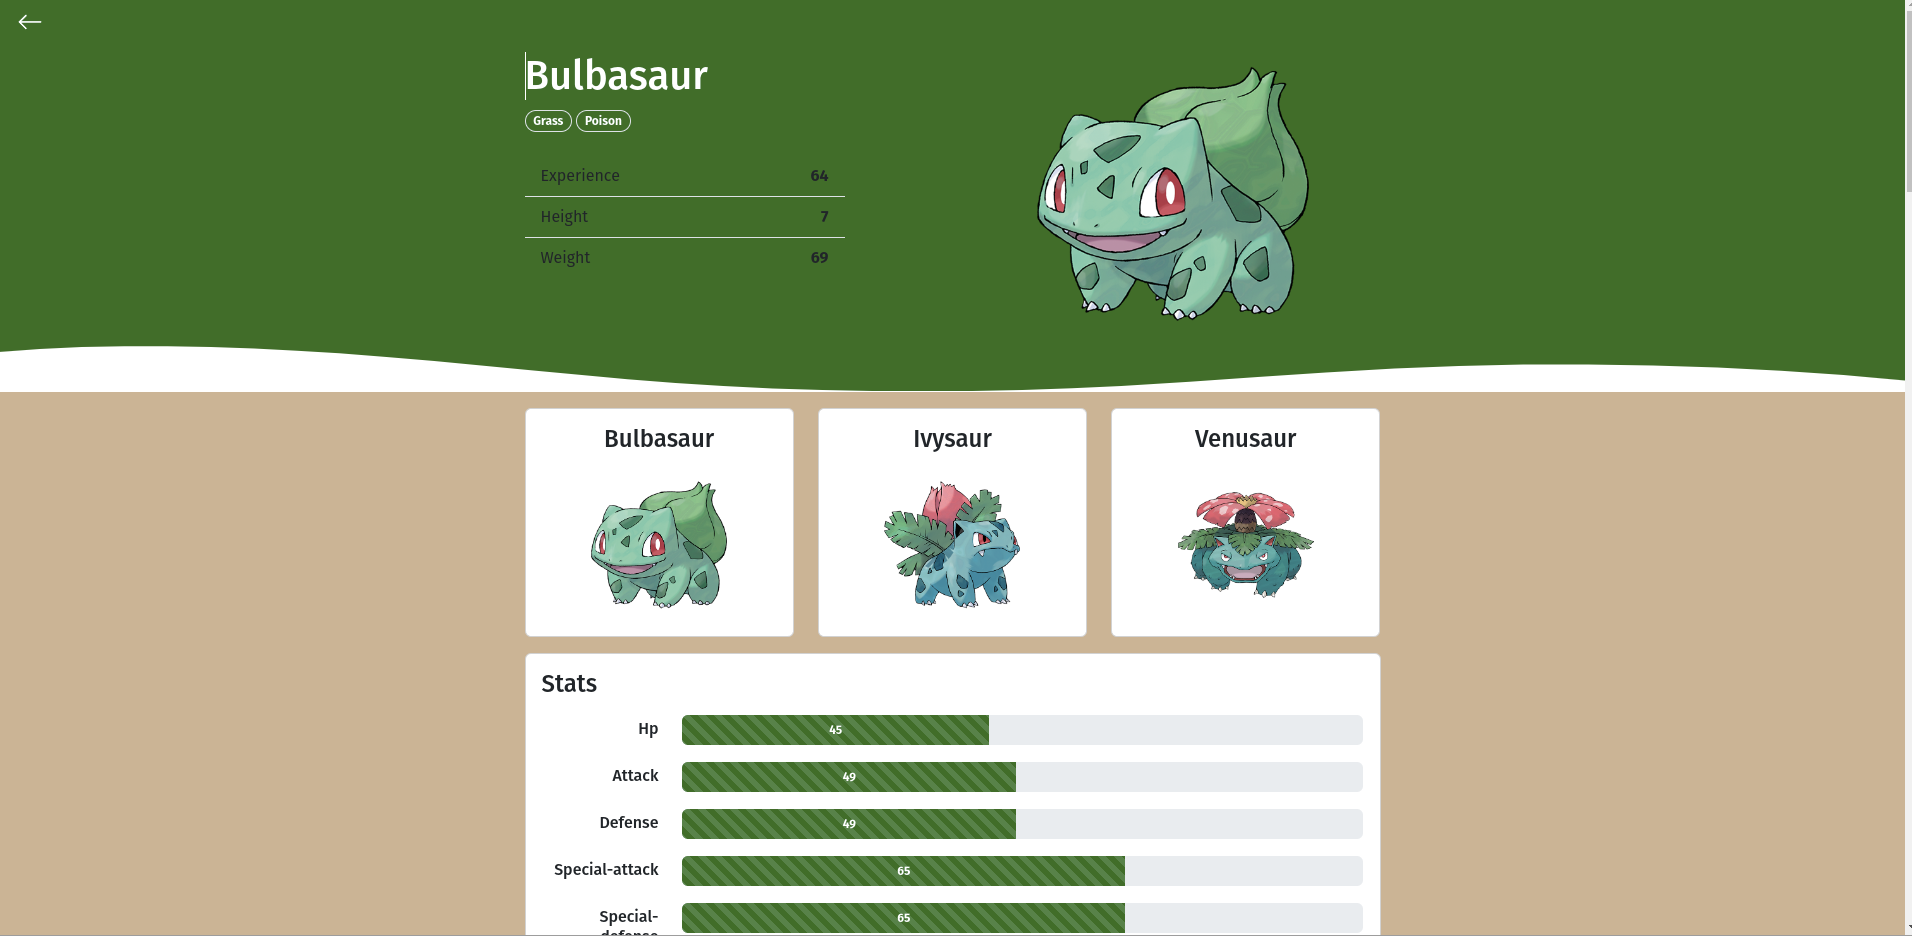 Bulbasaur
Grass Poison
Experience 64
Height 7
Weight 69
Bulbasaur Ivysaur Venusaur
Stats
Hp 45
Attack 49
Defense 49
Special-attack 65
Special- 65
defense